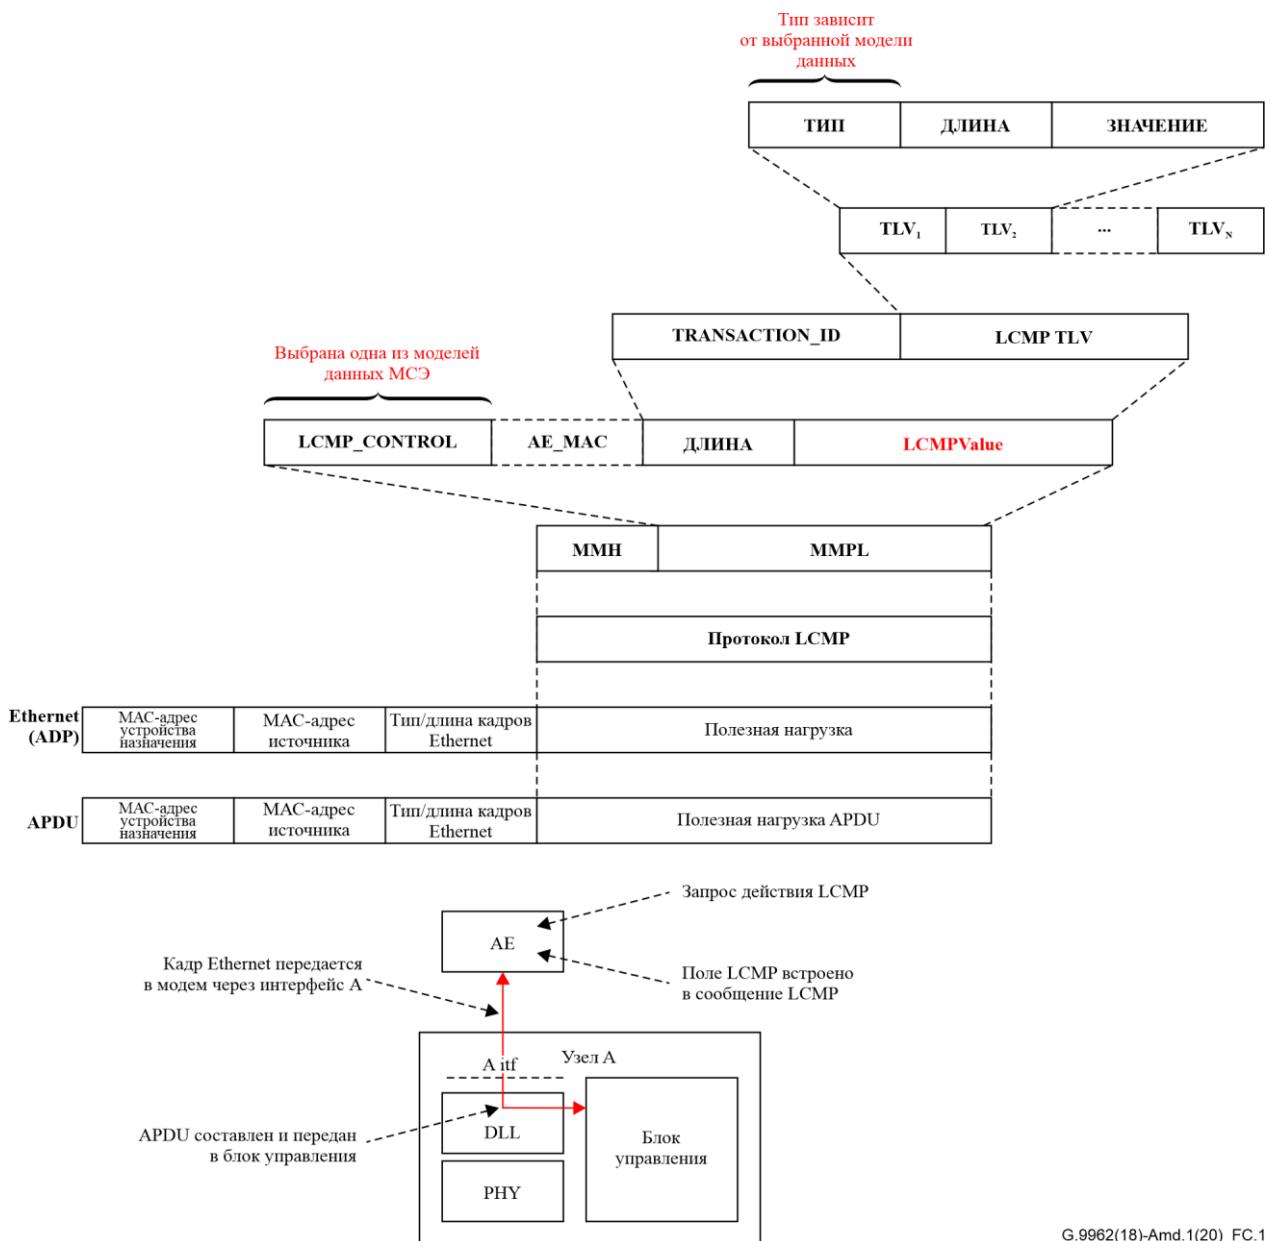 Тип зависит
от выбранной модели
данных
ТИП ДЛИНА ЗНАЧЕНИЕ
TLV1 TLV2 ... TLVN
TRANSACTION_ID LCMP TLV
Выбрана одна из моделей
данных МСЭ
LCMP_CONTROL AE_MAC ДЛИНА LCMPValue
MMH MMPL
Протокол LCMP
Ethernet
(ADP)
MAC-адрес
устройства
назначения
MAC-адрес
источника
Тип/длина кадров
Ethernet
Полезная нагрузка
APDU
MAC-адрес
устройства
назначения
MAC-адрес
источника
Тип/длина кадров
Ethernet
Полезная нагрузка APDU
Запрос действия LCMP
AE
Кадр Ethernet передается
в модем через интерфейс A
Поле LCMP встроено
в сообщение LCMP
Узел A
A itf
APDU составлен и передан
в блок управления
DLL
Блок
управления
PHY
G.9962(18)-Amd.1(20)_FC.1